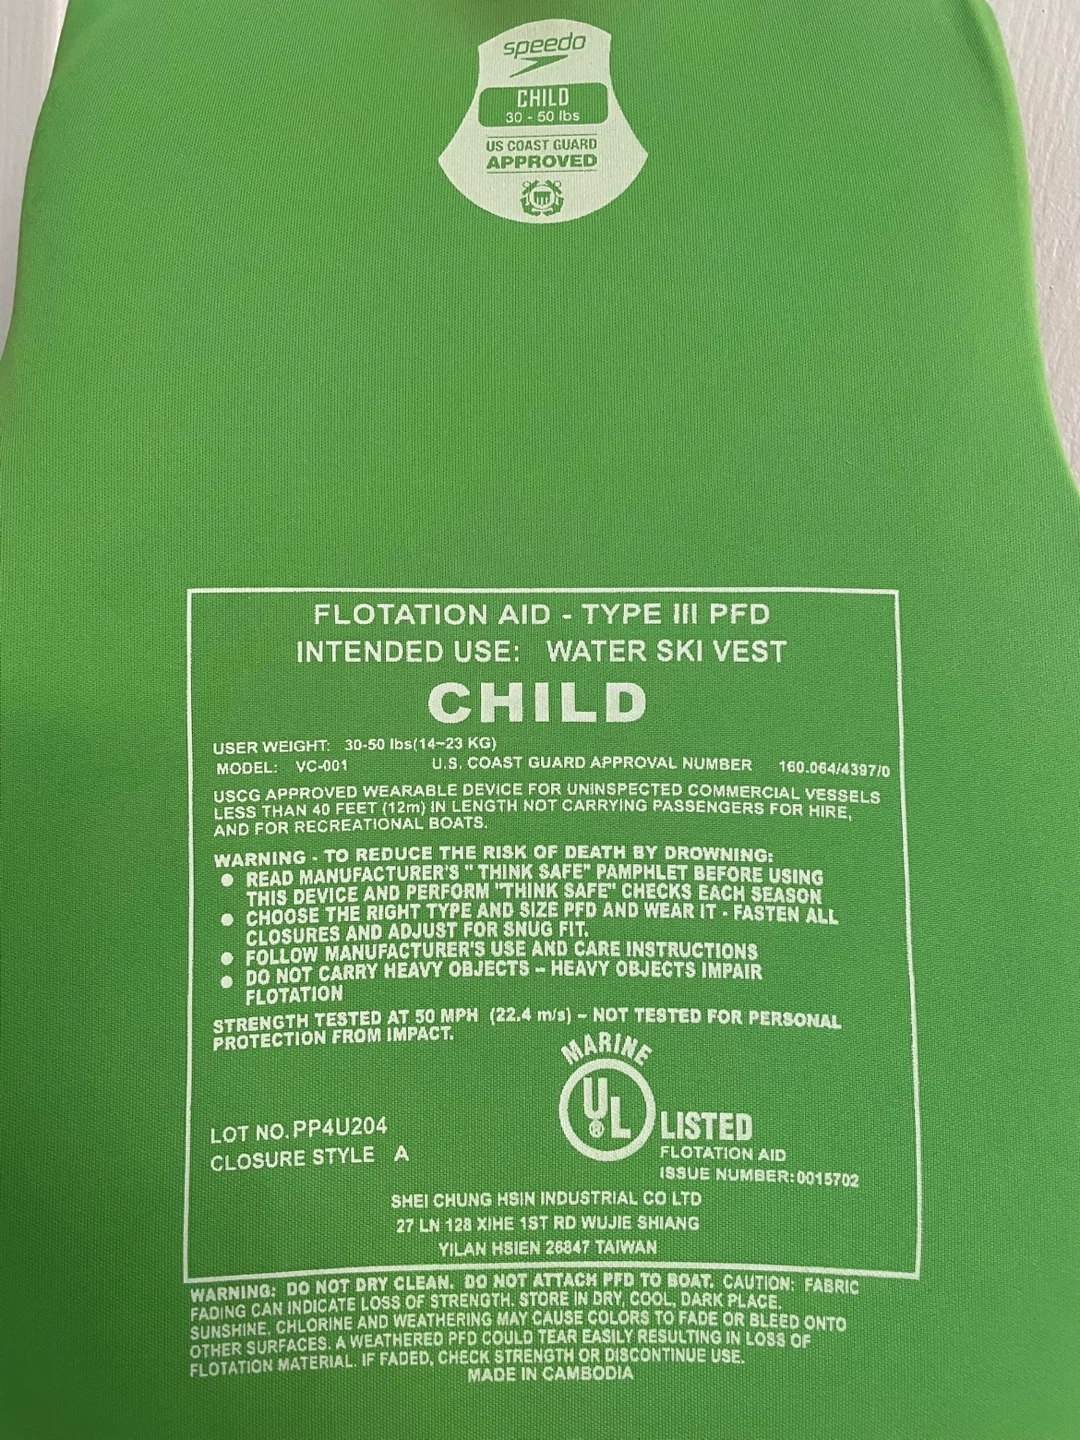 speedo
CHILD
30 - 50 lbs
US COAST GUARD
APPROVED
FLOTATION AID - TYPE III PFD
INTENDED USE: WATER SKI VEST
CHILD
USER WEIGHT: 30-50 lbs(14~23 KG)
MODEL: VC-001 U.S. COAST GUARD APPROVAL NUMBER 160.064/4397/0
USCG APPROVED WEARABLE DEVICE FOR UNINSPECTED COMMERCIAL VESSELS
LESS THAN 40 FEET (12m) IN LENGTH NOT CARRYING PASSENGERS FOR HIRE,
AND FOR RECREATIONAL BOATS.
WARNING - TO REDUCE THE RISK OF DEATH BY DROWNING:
● READ MANUFACTURER'S " THINK SAFE" PAMPHLET BEFORE USING
THIS DEVICE AND PERFORM "THINK SAFE" CHECKS EACH SEASON
● CHOOSE THE RIGHT TYPE AND SIZE PFD AND WEAR IT - FASTEN ALL
CLOSURES AND ADJUST FOR SNUG FIT.
● FOLLOW MANUFACTURER'S USE AND CARE INSTRUCTIONS
● DO NOT CARRY HEAVY OBJECTS – HEAVY OBJECTS IMPAIR
FLOTATION
STRENGTH TESTED AT 50 MPH (22.4 m/s) – NOT TESTED FOR PERSONAL
PROTECTION FROM IMPACT.
MARINE
UL®
LISTED
FLOTATION AID
ISSUE NUMBER:0015702
LOT NO. PP4U204
CLOSURE STYLE A
SHEI CHUNG HSIN INDUSTRIAL CO LTD
27 LN 128 XIHE 1ST RD WUJIE SHIANG
YILAN HSIEN 26847 TAIWAN
WARNING: DO NOT DRY CLEAN. DO NOT ATTACH PFD TO BOAT. CAUTION: FABRIC
FADING CAN INDICATE LOSS OF STRENGTH. STORE IN DRY, COOL, DARK PLACE.
SUNSHINE, CHLORINE AND WEATHERING MAY CAUSE COLORS TO FADE OR BLEED ONTO
OTHER SURFACES. A WEATHERED PFD COULD TEAR EASILY RESULTING IN LOSS OF
FLOTATION MATERIAL. IF FADED, CHECK STRENGTH OR DISCONTINUE USE.
MADE IN CAMBODIA